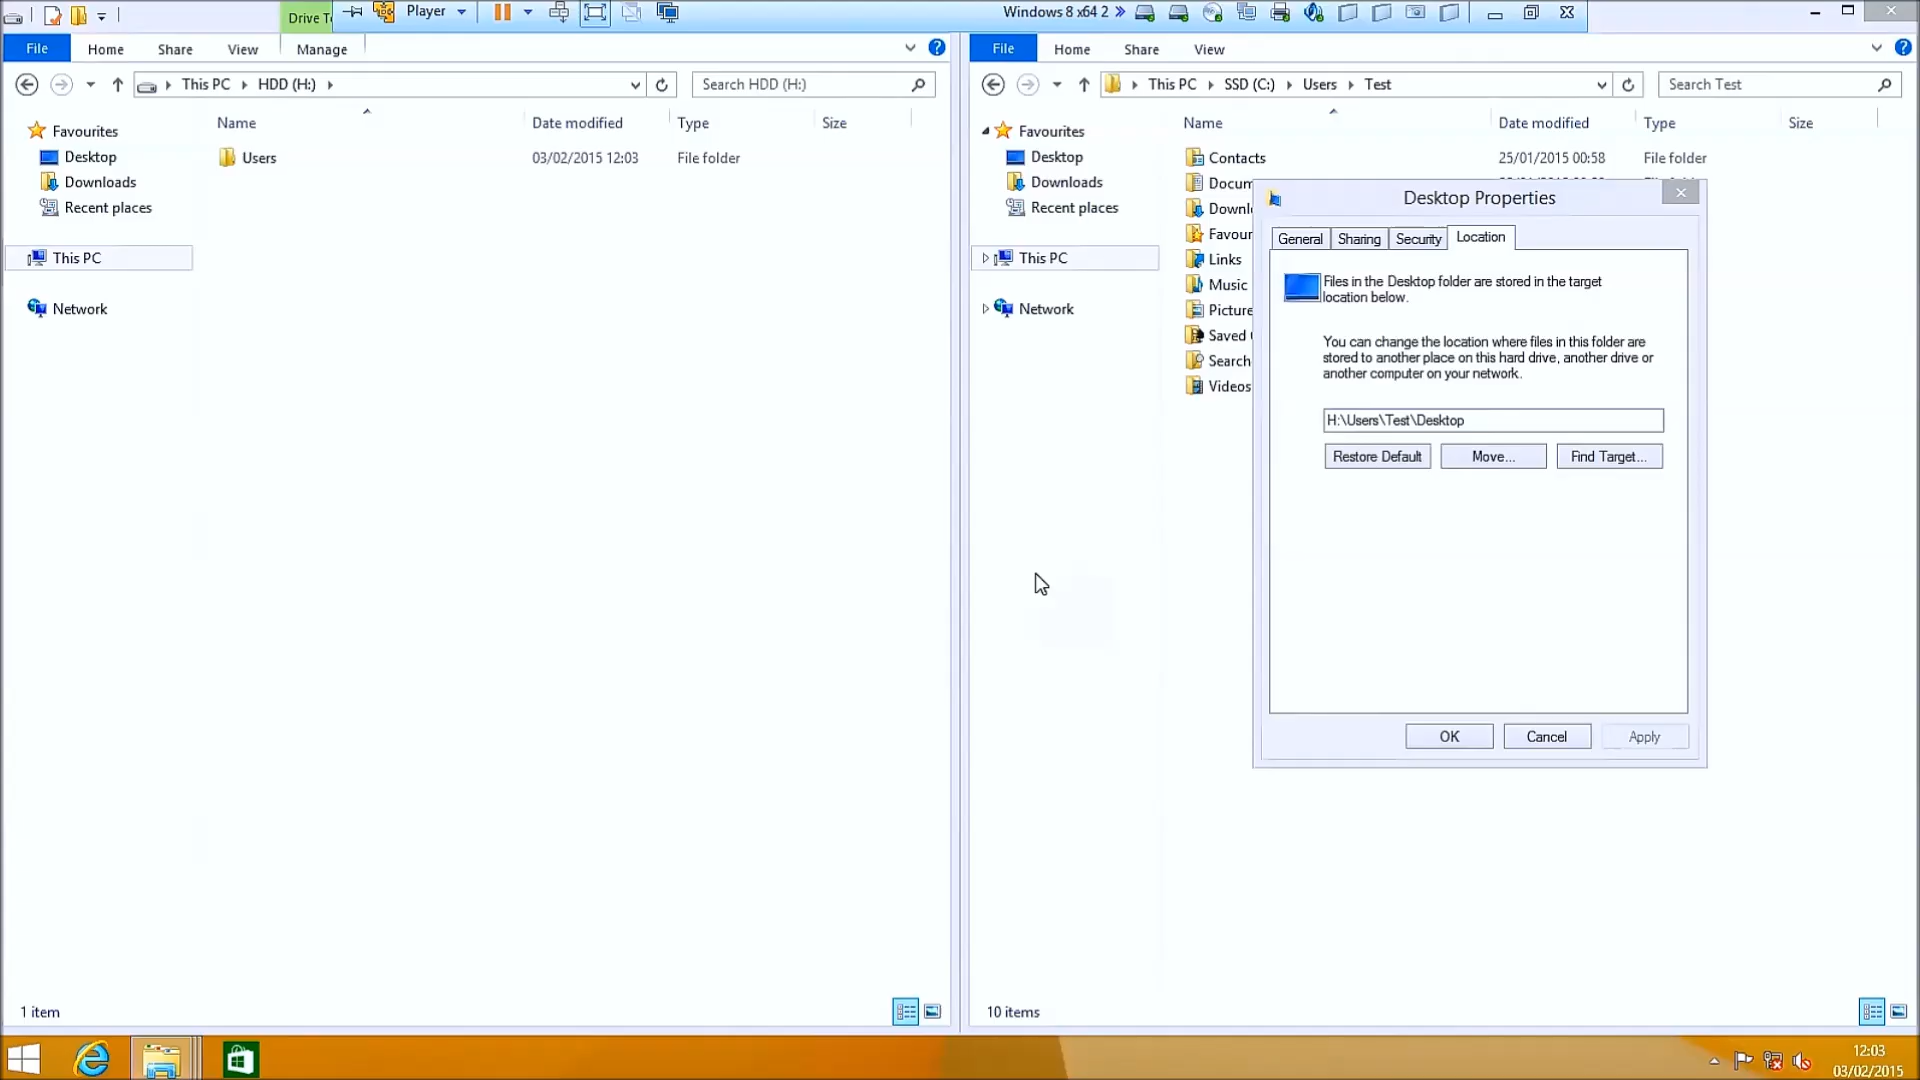 Drive T
Player
Windows 8 x64 2
File
Home
Share
View
Manage
File
Home
Share
View
This PC
HDD (H:)
Search HDD (H:)
This PC
SSD (C:)
Users
Test
Search Test
Name
Date modified
Type
Size
Favourites
Desktop
Downloads
Recent places
This PC
Network
Users
03/02/2015 12:03
File folder
1 item
Name
Date modified
Type
Size
Favourites
Desktop
Downloads
Recent places
This PC
Network
Contacts
25/01/2015 00:58
File folder
Docum
Downl
Favour
Links
Music
Picture
Saved
Search
Videos
10 items
Desktop Properties
General
Sharing
Security
Location
Files in the Desktop folder are stored in the target
location below.
You can change the location where files in this folder are
stored to another place on this hard drive, another drive or
another computer on your network.
H:\Users\Test\Desktop
Restore Default
Move...
Find Target...
OK
Cancel
Apply
12:03
03/02/2015